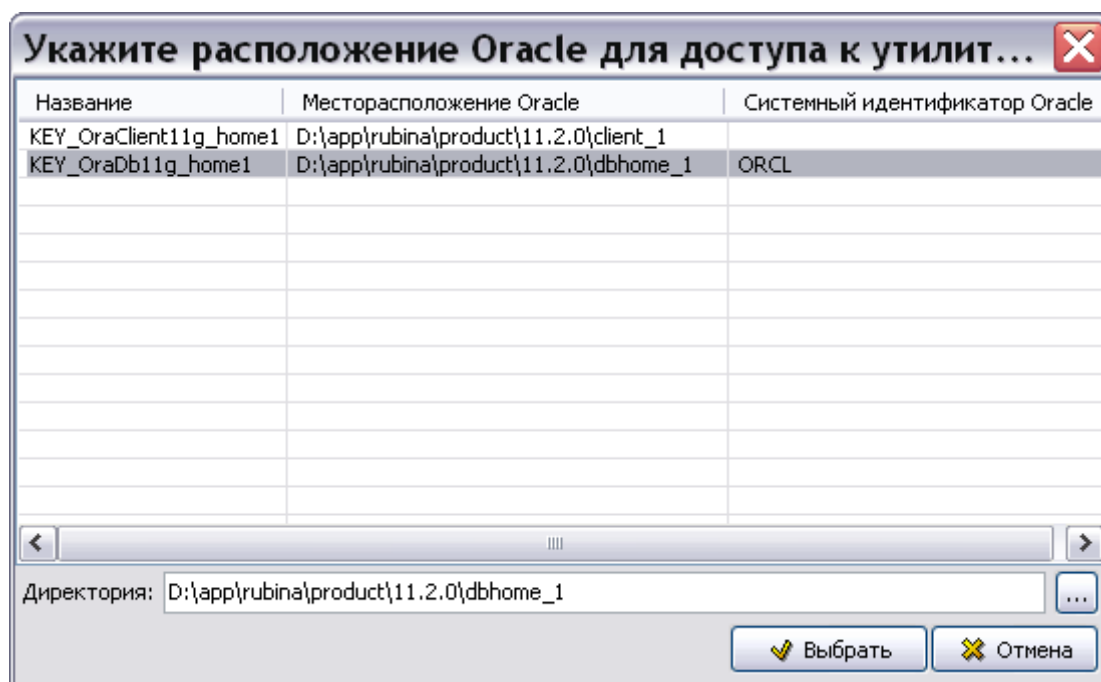 Укажите расположение Oracle для доступа к утилит...
Название Месторасположение Oracle Системный идентификатор Oracle
KEY_OraClient11g_home1 D:\app\rubina\product\11.2.0\client_1
KEY_OraDb11g_home1 D:\app\rubina\product\11.2.0\dbhome_1 ORCL
Директория: D:\app\rubina\product\11.2.0\dbhome_1 ...
Выбрать Отмена